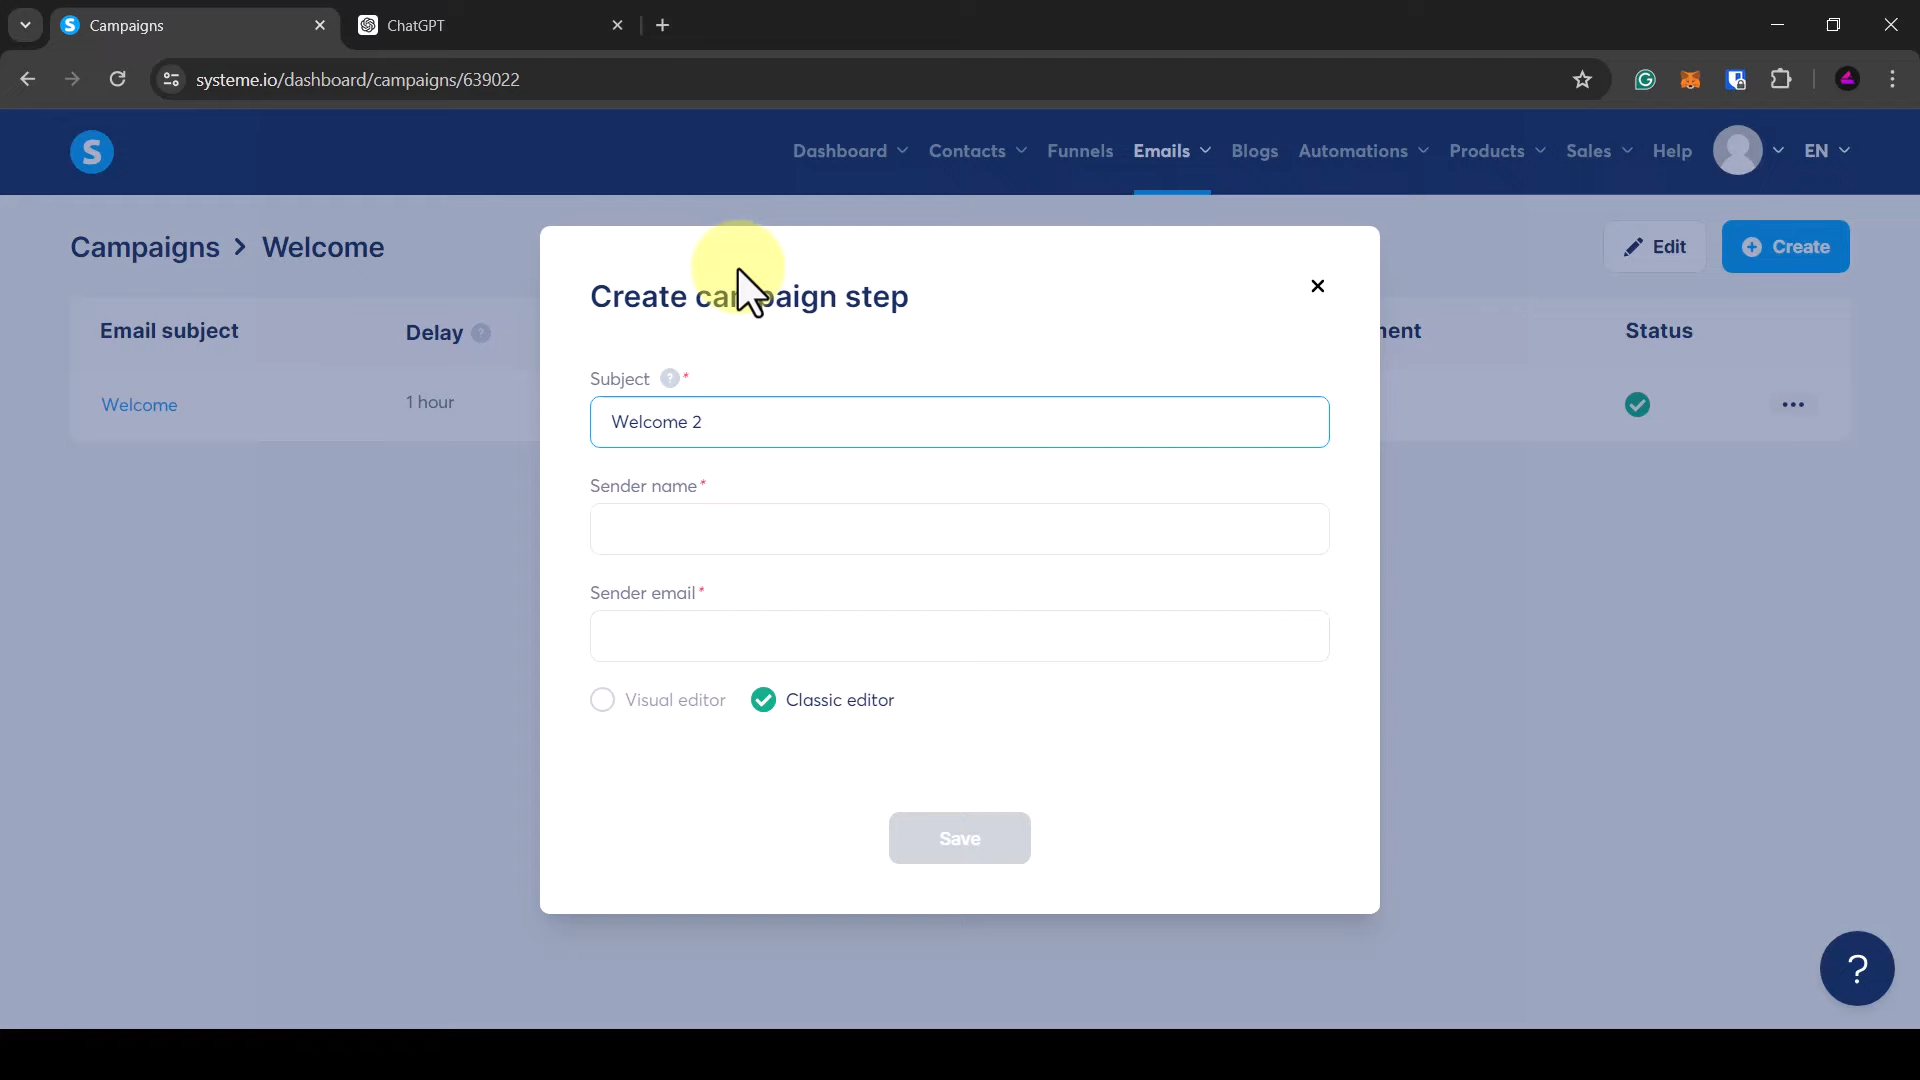 Campaigns
ChatGPT
systeme.io/dashboard/campaigns/639022
S
Dashboard
Contacts
Funnels
Emails
Blogs
Automations
Products
Sales
Help
EN
Campaigns > Welcome
Edit
Create
Email subject
Delay ?
Status
Welcome
1 hour
Create campaign step
Subject ? *
Welcome 2
Sender name *
Sender email *
Visual editor
Classic editor
Save
?